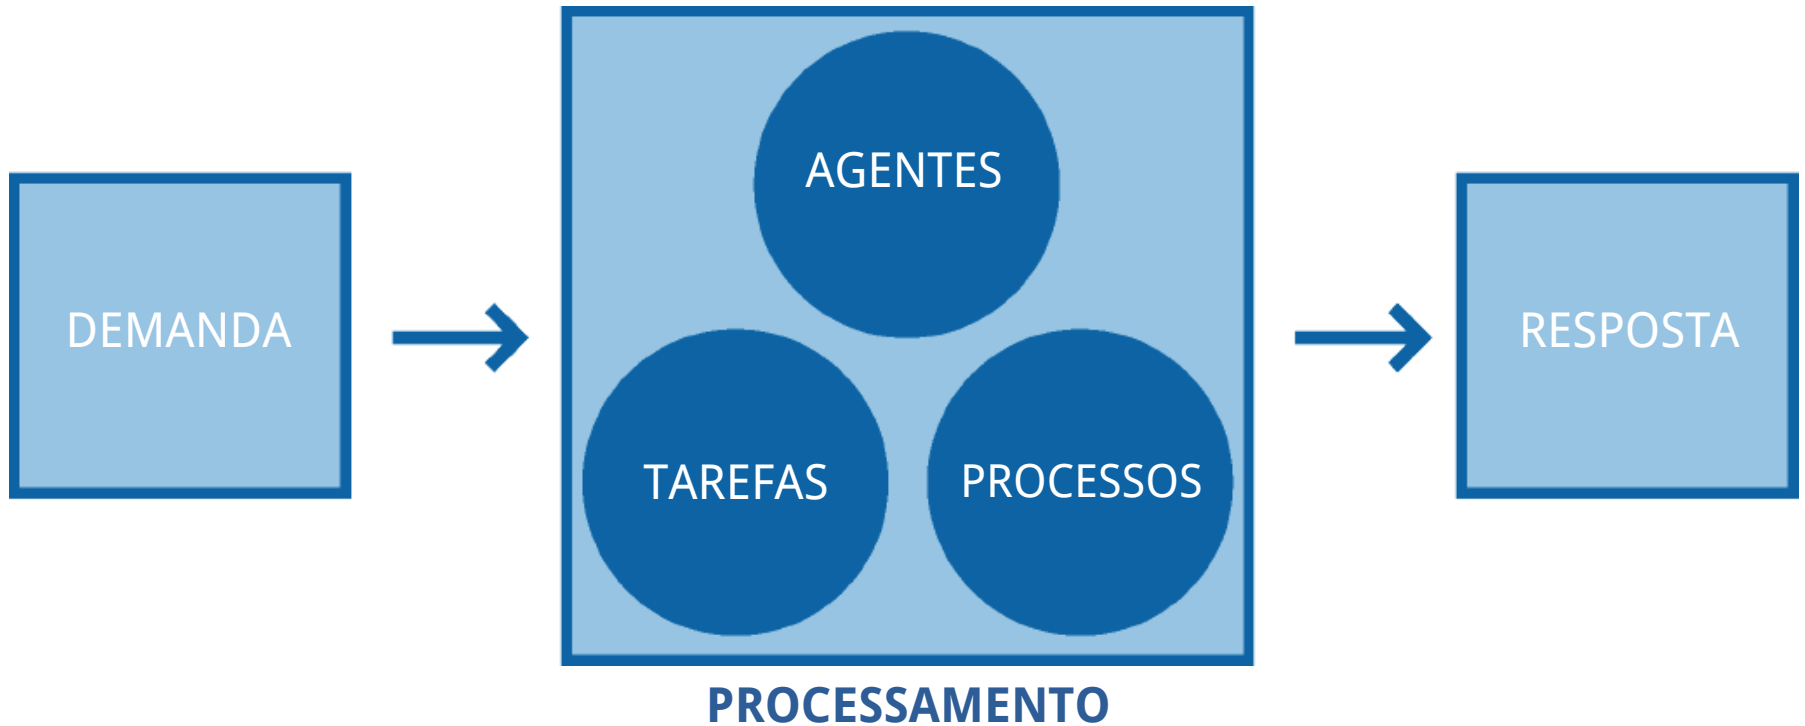 DEMANDA
AGENTES
TAREFAS
PROCESSOS
RESPOSTA
PROCESSAMENTO